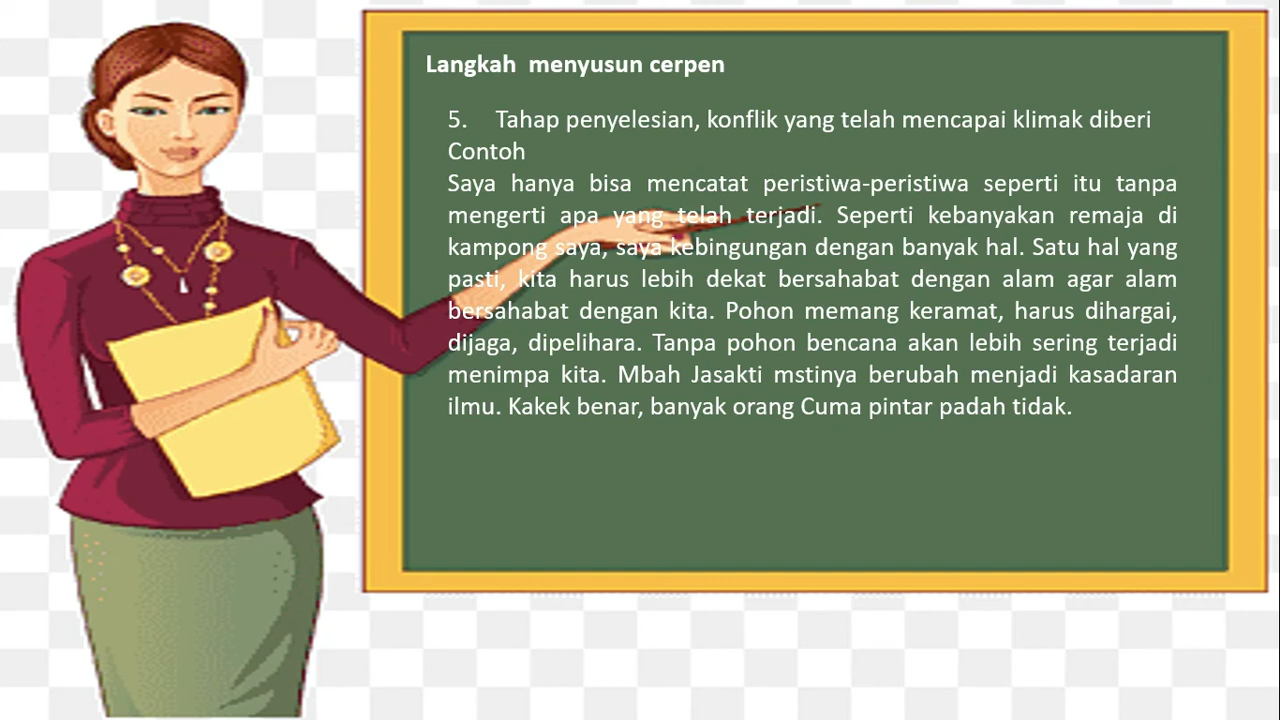 Langkah  menyusun cerpen
5. Tahap penyelesian, konflik yang telah mencapai klimak diberi
Contoh
Saya hanya bisa mencatat peristiwa-peristiwa seperti itu tanpa
mengerti apa yang telah terjadi. Seperti kebanyakan remaja di
kampong saya, saya kebingungan dengan banyak hal. Satu hal yang
pasti, kita harus lebih dekat bersahabat dengan alam agar alam
bersahabat dengan kita. Pohon memang keramat, harus dihargai,
dijaga, dipelihara. Tanpa pohon bencana akan lebih sering terjadi
menimpa kita. Mbah Jasakti mstinya berubah menjadi kasadaran
ilmu. Kakek benar, banyak orang Cuma pintar padah tidak.